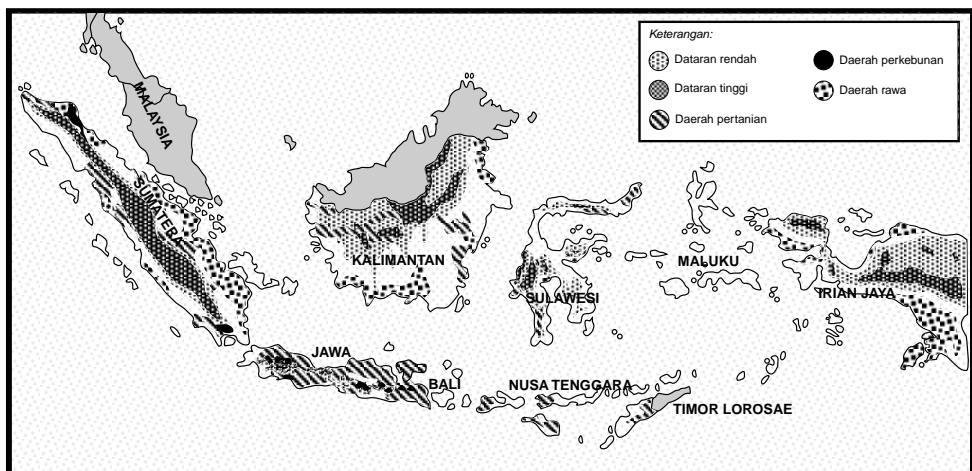 Keterangan:
Dataran rendah
Dataran tinggi
Daerah pertanian
Daerah perkebunan
Daerah rawa
MALAYSIA
SUMATERA
KALIMANTAN
SULAWESI
MALUKU
IRIAN JAYA
JAWA
BALI
NUSA TENGGARA
TIMOR LOROSAE